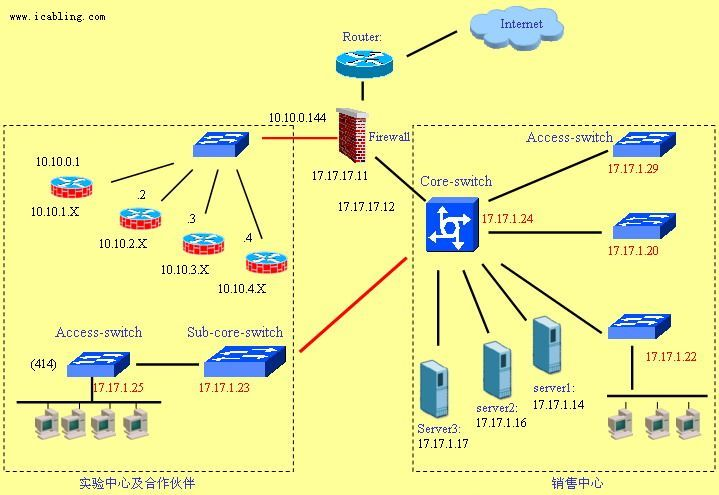 www.icabling.com
Internet
Router:
10.10.0.144
Firewall
Access-switch
10.10.0.1
17.17.17.11
17.17.1.29
Core-switch
.2
17.17.17.12
10.10.1.X
17.17.1.24
.3
10.10.2.X
.4
17.17.1.20
10.10.3.X
10.10.4.X
Access-switch
Sub-core-switch
(414)
17.17.1.22
17.17.1.25
17.17.1.23
server1:
17.17.1.14
server2:
17.17.1.16
Server3:
17.17.1.17
实验中心及合作伙伴
销售中心